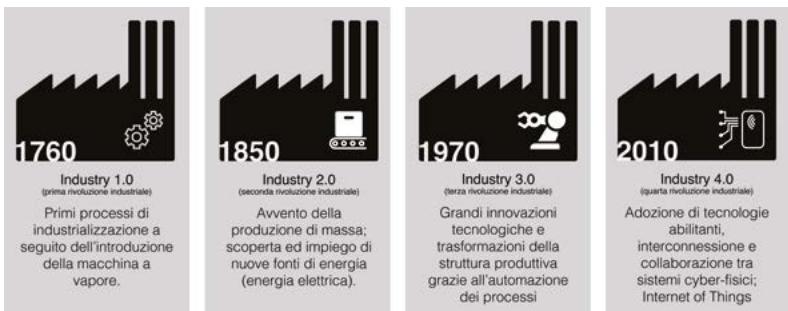 1760
Industry 1.0
(prima rivoluzione industriale)
Primi processi di
industrializzazione a
seguito dell'introduzione
della macchina a
vapore.
1850
Industry 2.0
(seconda rivoluzione industriale)
Avvento della
produzione di massa;
scoperta ed impiego di
nuove fonti di energia
(energia elettrica).
1970
Industry 3.0
(terza rivoluzione industriale)
Grandi innovazioni
tecnologiche e
trasformazioni della
struttura produttiva
grazie all'automazione
dei processi
2010
Industry 4.0
(quarta rivoluzione industriale)
Adozione di tecnologie
abilitanti,
interconnessione e
collaborazione tra
sistemi cyber-fisici;
Internet of Things